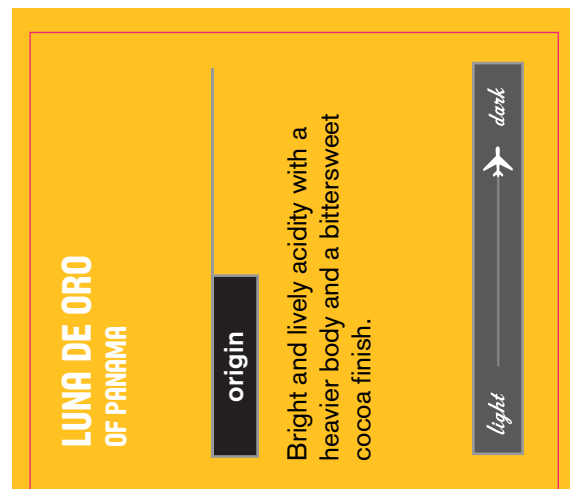 LUNA DE ORO
OF PANAMA
origin
Bright and lively acidity with a
heavier body and a bittersweet
cocoa finish.
light dark